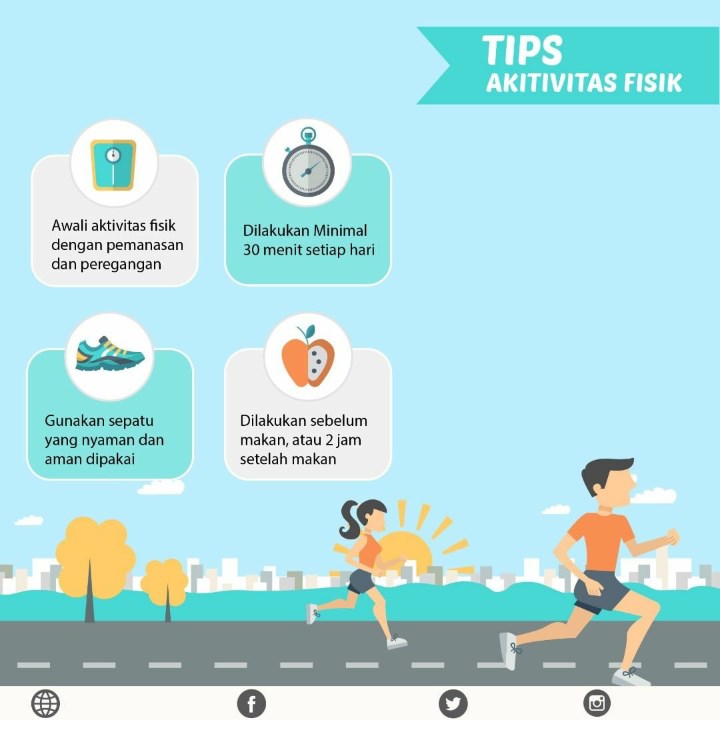 TIPS
AKITIVITAS FISIK
Awali aktivitas fisik
dengan pemanasan
dan peregangan
Dilakukan Minimal
30 menit setiap hari
Gunakan sepatu
yang nyaman dan
aman dipakai
Dilakukan sebelum
makan, atau 2 jam
setelah makan